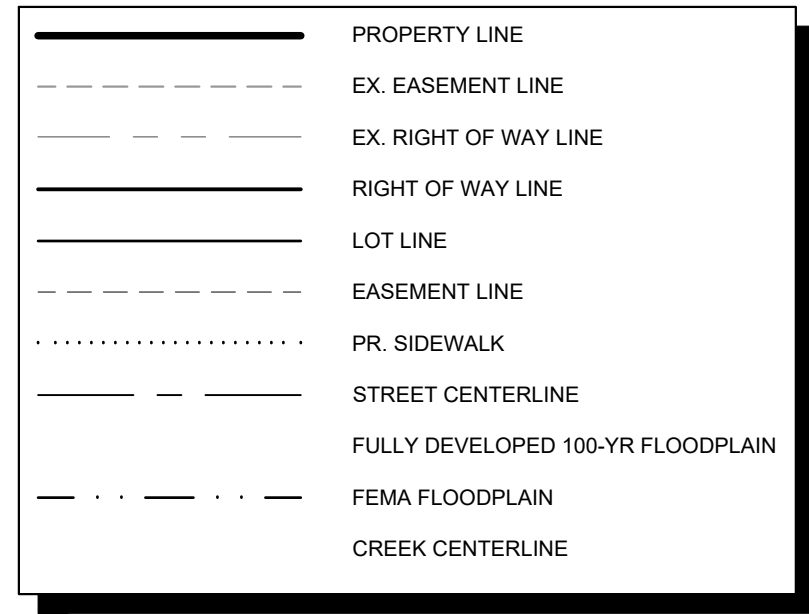 PROPERTY LINE
EX. EASEMENT LINE
EX. RIGHT OF WAY LINE
RIGHT OF WAY LINE
LOT LINE
EASEMENT LINE
PR. SIDEWALK
STREET CENTERLINE
FULLY DEVELOPED 100-YR FLOODPLAIN
FEMA FLOODPLAIN
CREEK CENTERLINE